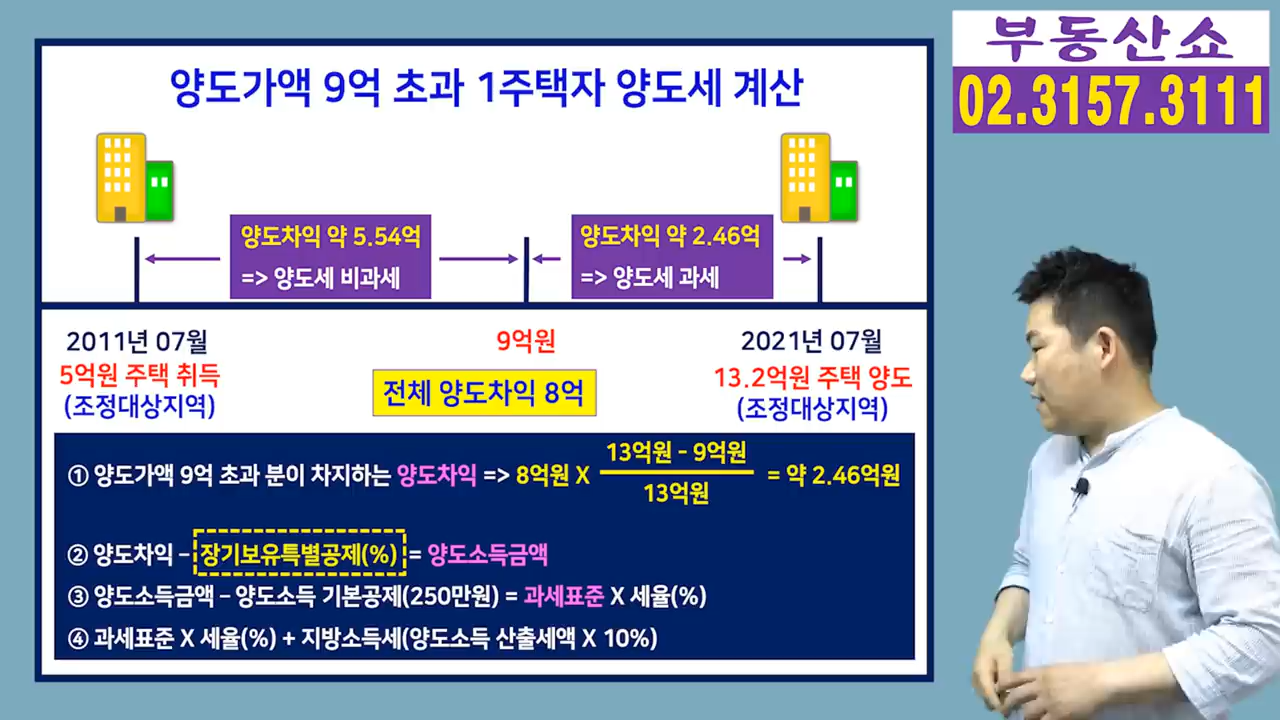 부동산쇼
02.3157.3111
양도가액 9억 초과 1주택자 양도세 계산
양도차익 약 5.54억
=> 양도세 비과세
양도차익 약 2.46억
=> 양도세 과세
2011년 07월
5억원 주택 취득
(조정대상지역)
9억원
전체 양도차익 8억
2021년 07월
13.2억원 주택 양도
(조정대상지역)
① 양도가액 9억 초과 분이 차지하는 양도차익 => 8억원 X 13억원 - 9억원 / 13억원 = 약 2.46억원
② 양도차익 - 장기보유특별공제(%) = 양도소득금액
③ 양도소득금액 - 양도소득 기본공제(250만원) = 과세표준 X 세율(%)
④ 과세표준 X 세율(%) + 지방소득세(양도소득 산출세액 X 10%)